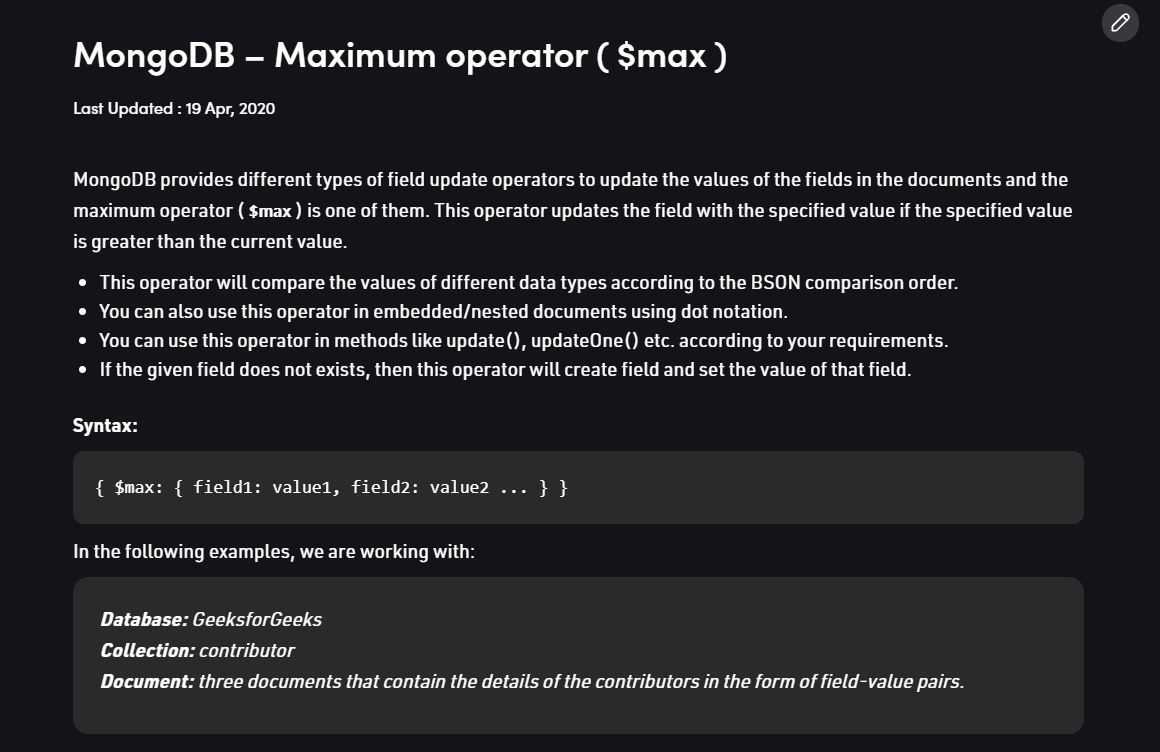 MongoDB – Maximum operator ( $max )
Last Updated : 19 Apr, 2020
MongoDB provides different types of field update operators to update the values of the fields in the documents and the
maximum operator ( $max ) is one of them. This operator updates the field with the specified value if the specified value
is greater than the current value.
• This operator will compare the values of different data types according to the BSON comparison order.
• You can also use this operator in embedded/nested documents using dot notation.
• You can use this operator in methods like update(), updateOne() etc. according to your requirements.
• If the given field does not exists, then this operator will create field and set the value of that field.
Syntax:
{ $max: { field1: value1, field2: value2 ... } }
In the following examples, we are working with:
Database: GeeksforGeeks
Collection: contributor
Document: three documents that contain the details of the contributors in the form of field-value pairs.